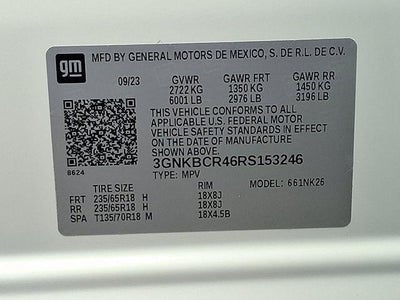 gm
MFD BY GENERAL MOTORS DE MEXICO, S. DE R.L. DE C.V.
09/23 GVWR GAWR FRT GAWR RR
2722 KG 1350 KG 1450 KG
6001 LB 2976 LB 3196 LB
THIS VEHICLE CONFORMS TO ALL
APPLICABLE U.S. FEDERAL MOTOR
VEHICLE SAFETY STANDARDS IN EFFECT
ON THE DATE OF MANUFACTURE SHOWN ABOVE.
3GNKBCR46RS153246
8624 TYPE: MPV
TIRE SIZE RIM MODEL: 661NK26
FRT 235/65R18 H 18X8J
RR 235/65R18 H 18X8J
SPA T135/70R18 M 18X4.5B